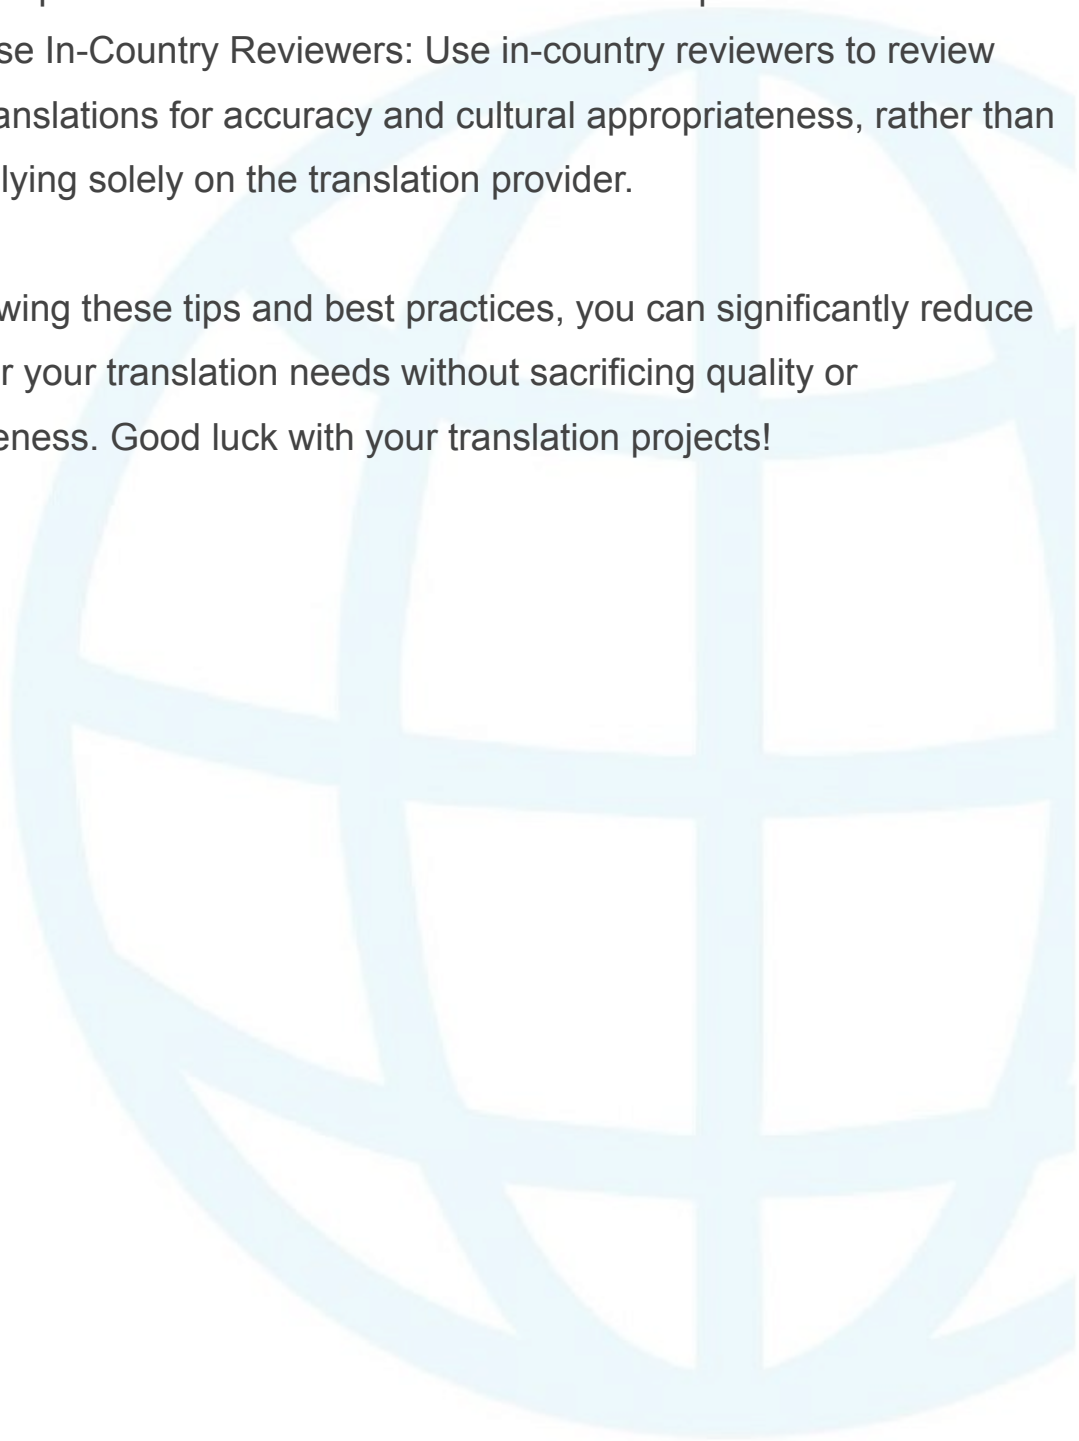 se In-Country Reviewers: Use in-country reviewers to review
anslations for accuracy and cultural appropriateness, rather than
lying solely on the translation provider.
wing these tips and best practices, you can significantly reduce
r your translation needs without sacrificing quality or
eness. Good luck with your translation projects!